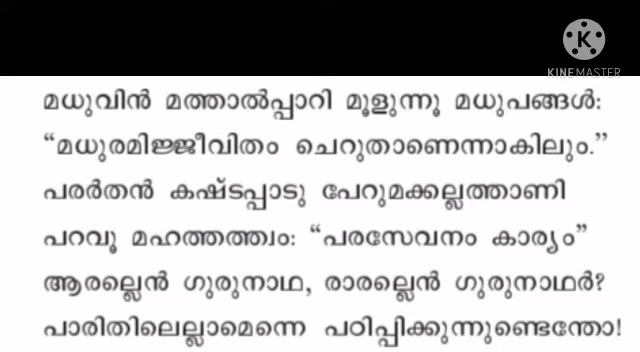 KINEMASTER
മധുവിൻ മത്താൽപ്പാറി മൂളുന്നൂ മധുപങ്ങൾ:
“മധുരമിജ്ജീവിതം ചെറുതാണെന്നാകിലും.”
പരർതൻ കഷ്ടപ്പാടു പേറുമക്കല്ലത്താണി
പറവൂ മഹത്തത്ത്വം: “പരസേവനം കാര്യം”
ആരല്ലെൻ ഗുരുനാഥ, രാരല്ലെൻ ഗുരുനാഥർ?
പാരിതിലെല്ലാമെന്നെ പഠിപ്പിക്കുന്നുണ്ടെന്തോ!